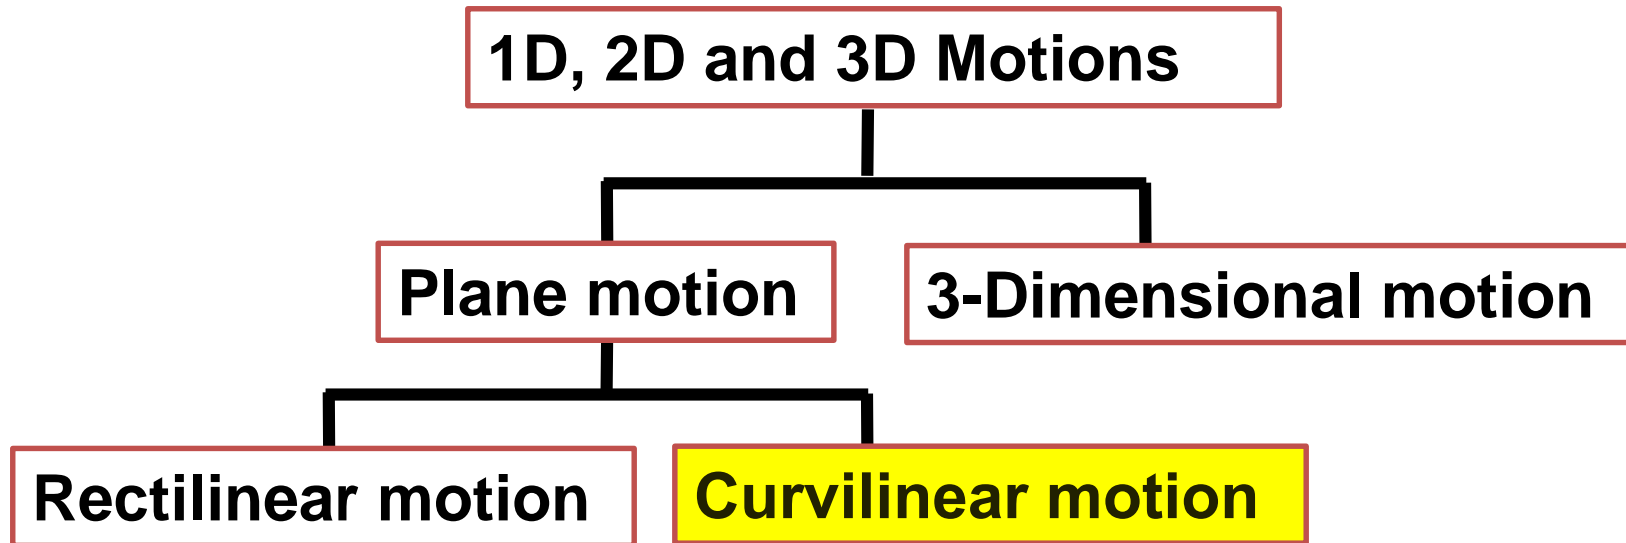 1D, 2D and 3D Motions
Plane motion
3-Dimensional motion
Rectilinear motion
Curvilinear motion